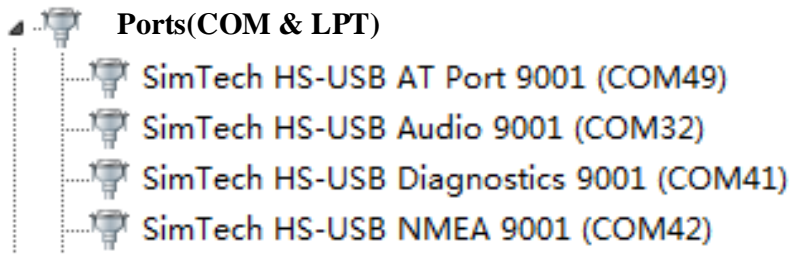 Ports(COM & LPT)
SimTech HS-USB AT Port 9001 (COM49)
SimTech HS-USB Audio 9001 (COM32)
SimTech HS-USB Diagnostics 9001 (COM41)
SimTech HS-USB NMEA 9001 (COM42)